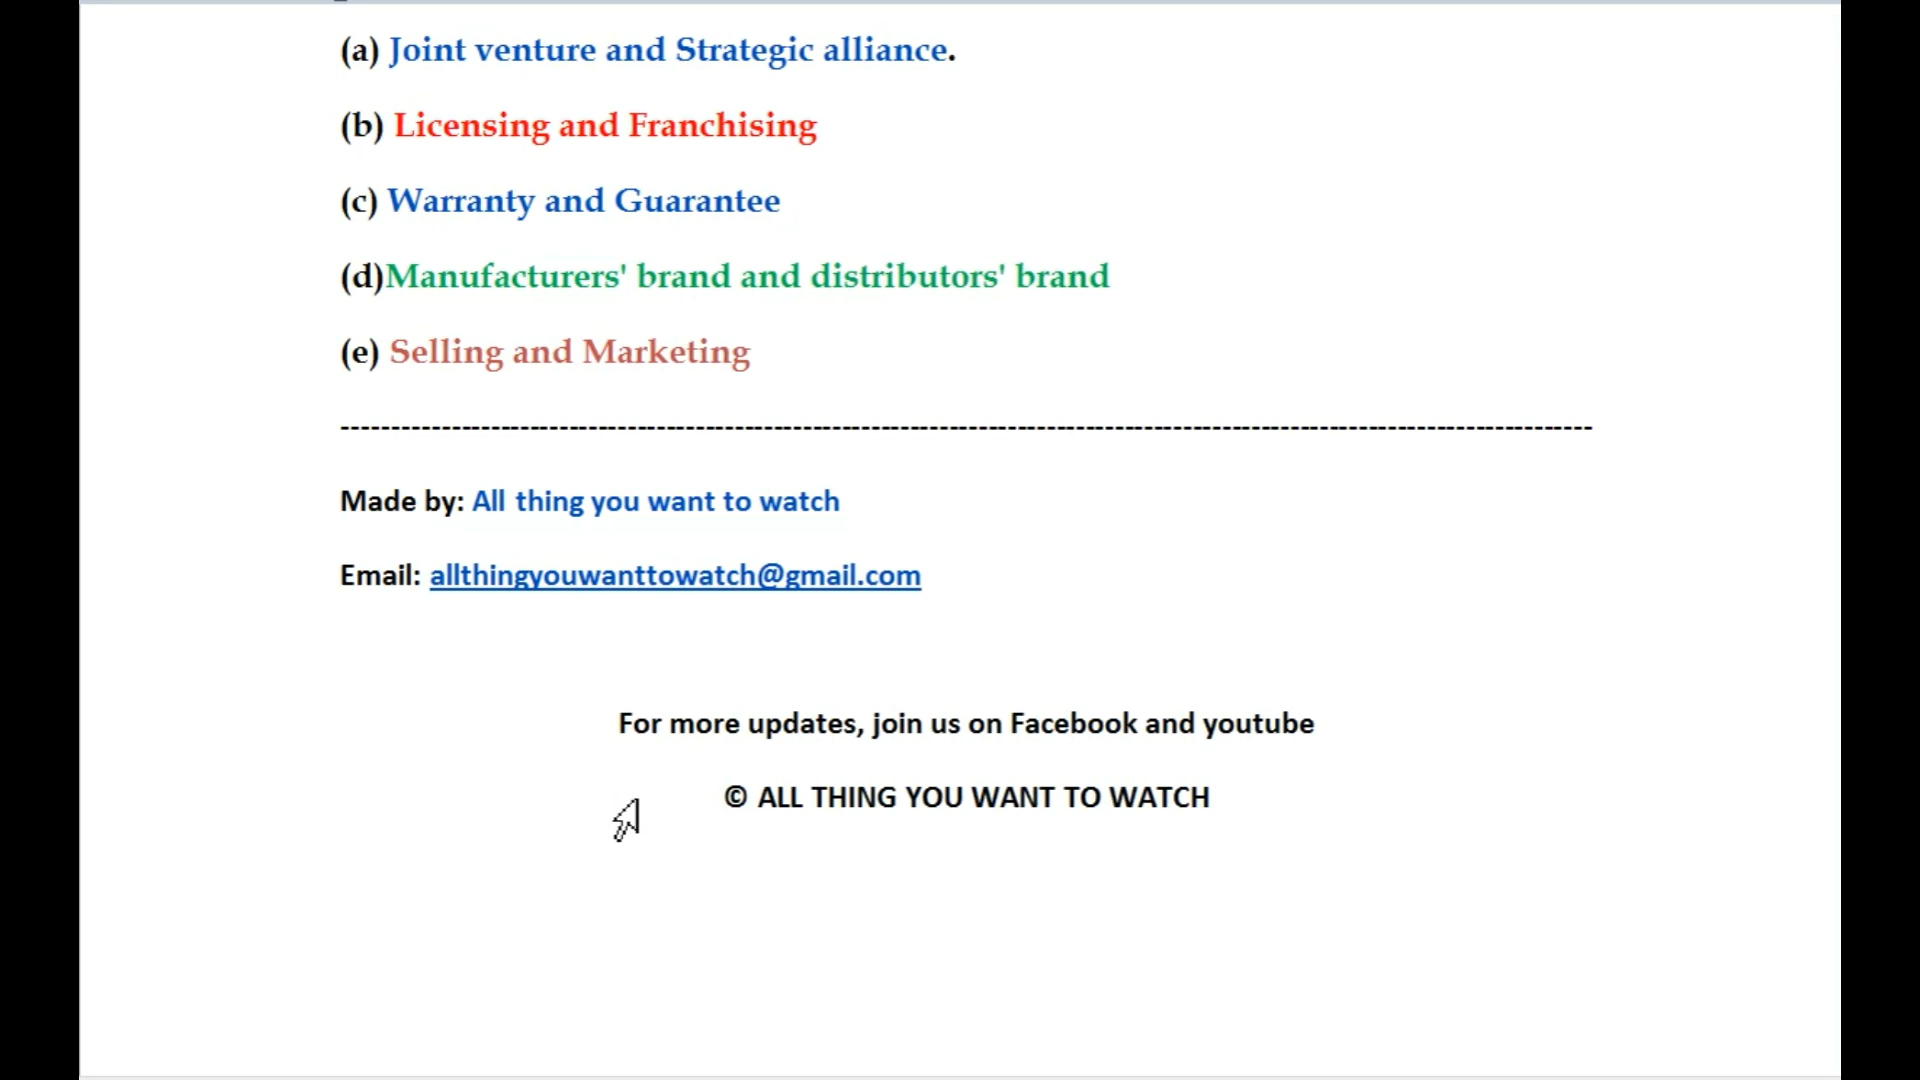 (a) Joint venture and Strategic alliance.
(b) Licensing and Franchising
(c) Warranty and Guarantee
(d)Manufacturers' brand and distributors' brand
(e) Selling and Marketing
--------------------------------------------------------------------------------------------------------------------------------
Made by: All thing you want to watch
Email: allthingyouwanttowatch@gmail.com
For more updates, join us on Facebook and youtube
© ALL THING YOU WANT TO WATCH